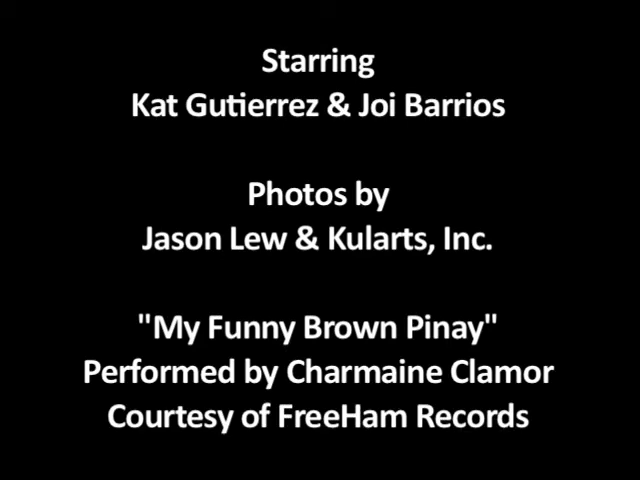 Starring
Kat Gutierrez & Joi Barrios
Photos by
Jason Lew & Kularts, Inc.
"My Funny Brown Pinay"
Performed by Charmaine Clamor
Courtesy of FreeHam Records